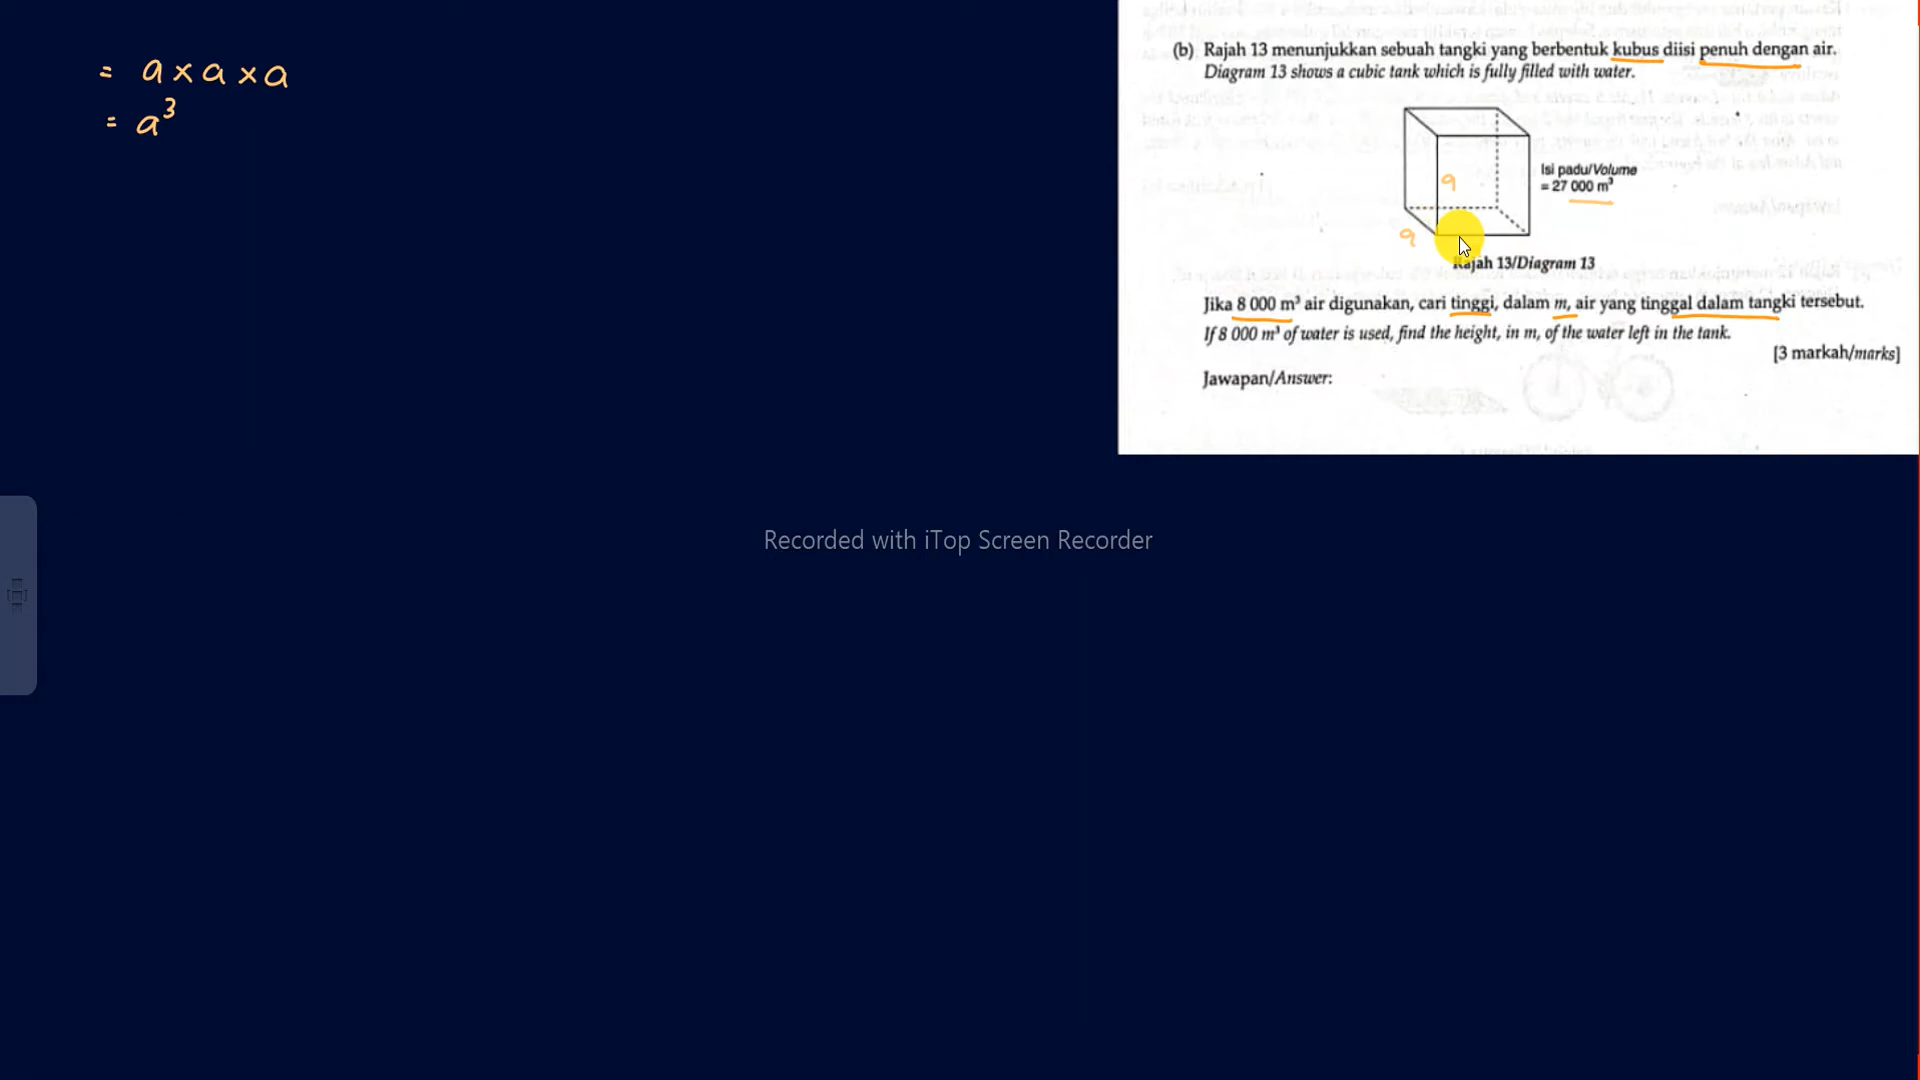 = a × a × a
= a³
(b) Rajah 13 menunjukkan sebuah tangki yang berbentuk kubus diisi penuh dengan air.
Diagram 13 shows a cubic tank which is fully filled with water.
a
Isi padu/Volume
= 27 000 m³
a
Rajah 13/Diagram 13
Jika 8 000 m³ air digunakan, cari tinggi, dalam m, air yang tinggal dalam tangki tersebut.
If 8 000 m³ of water is used, find the height, in m, of the water left in the tank.
[3 markah/marks]
Jawapan/Answer:
Recorded with iTop Screen Recorder